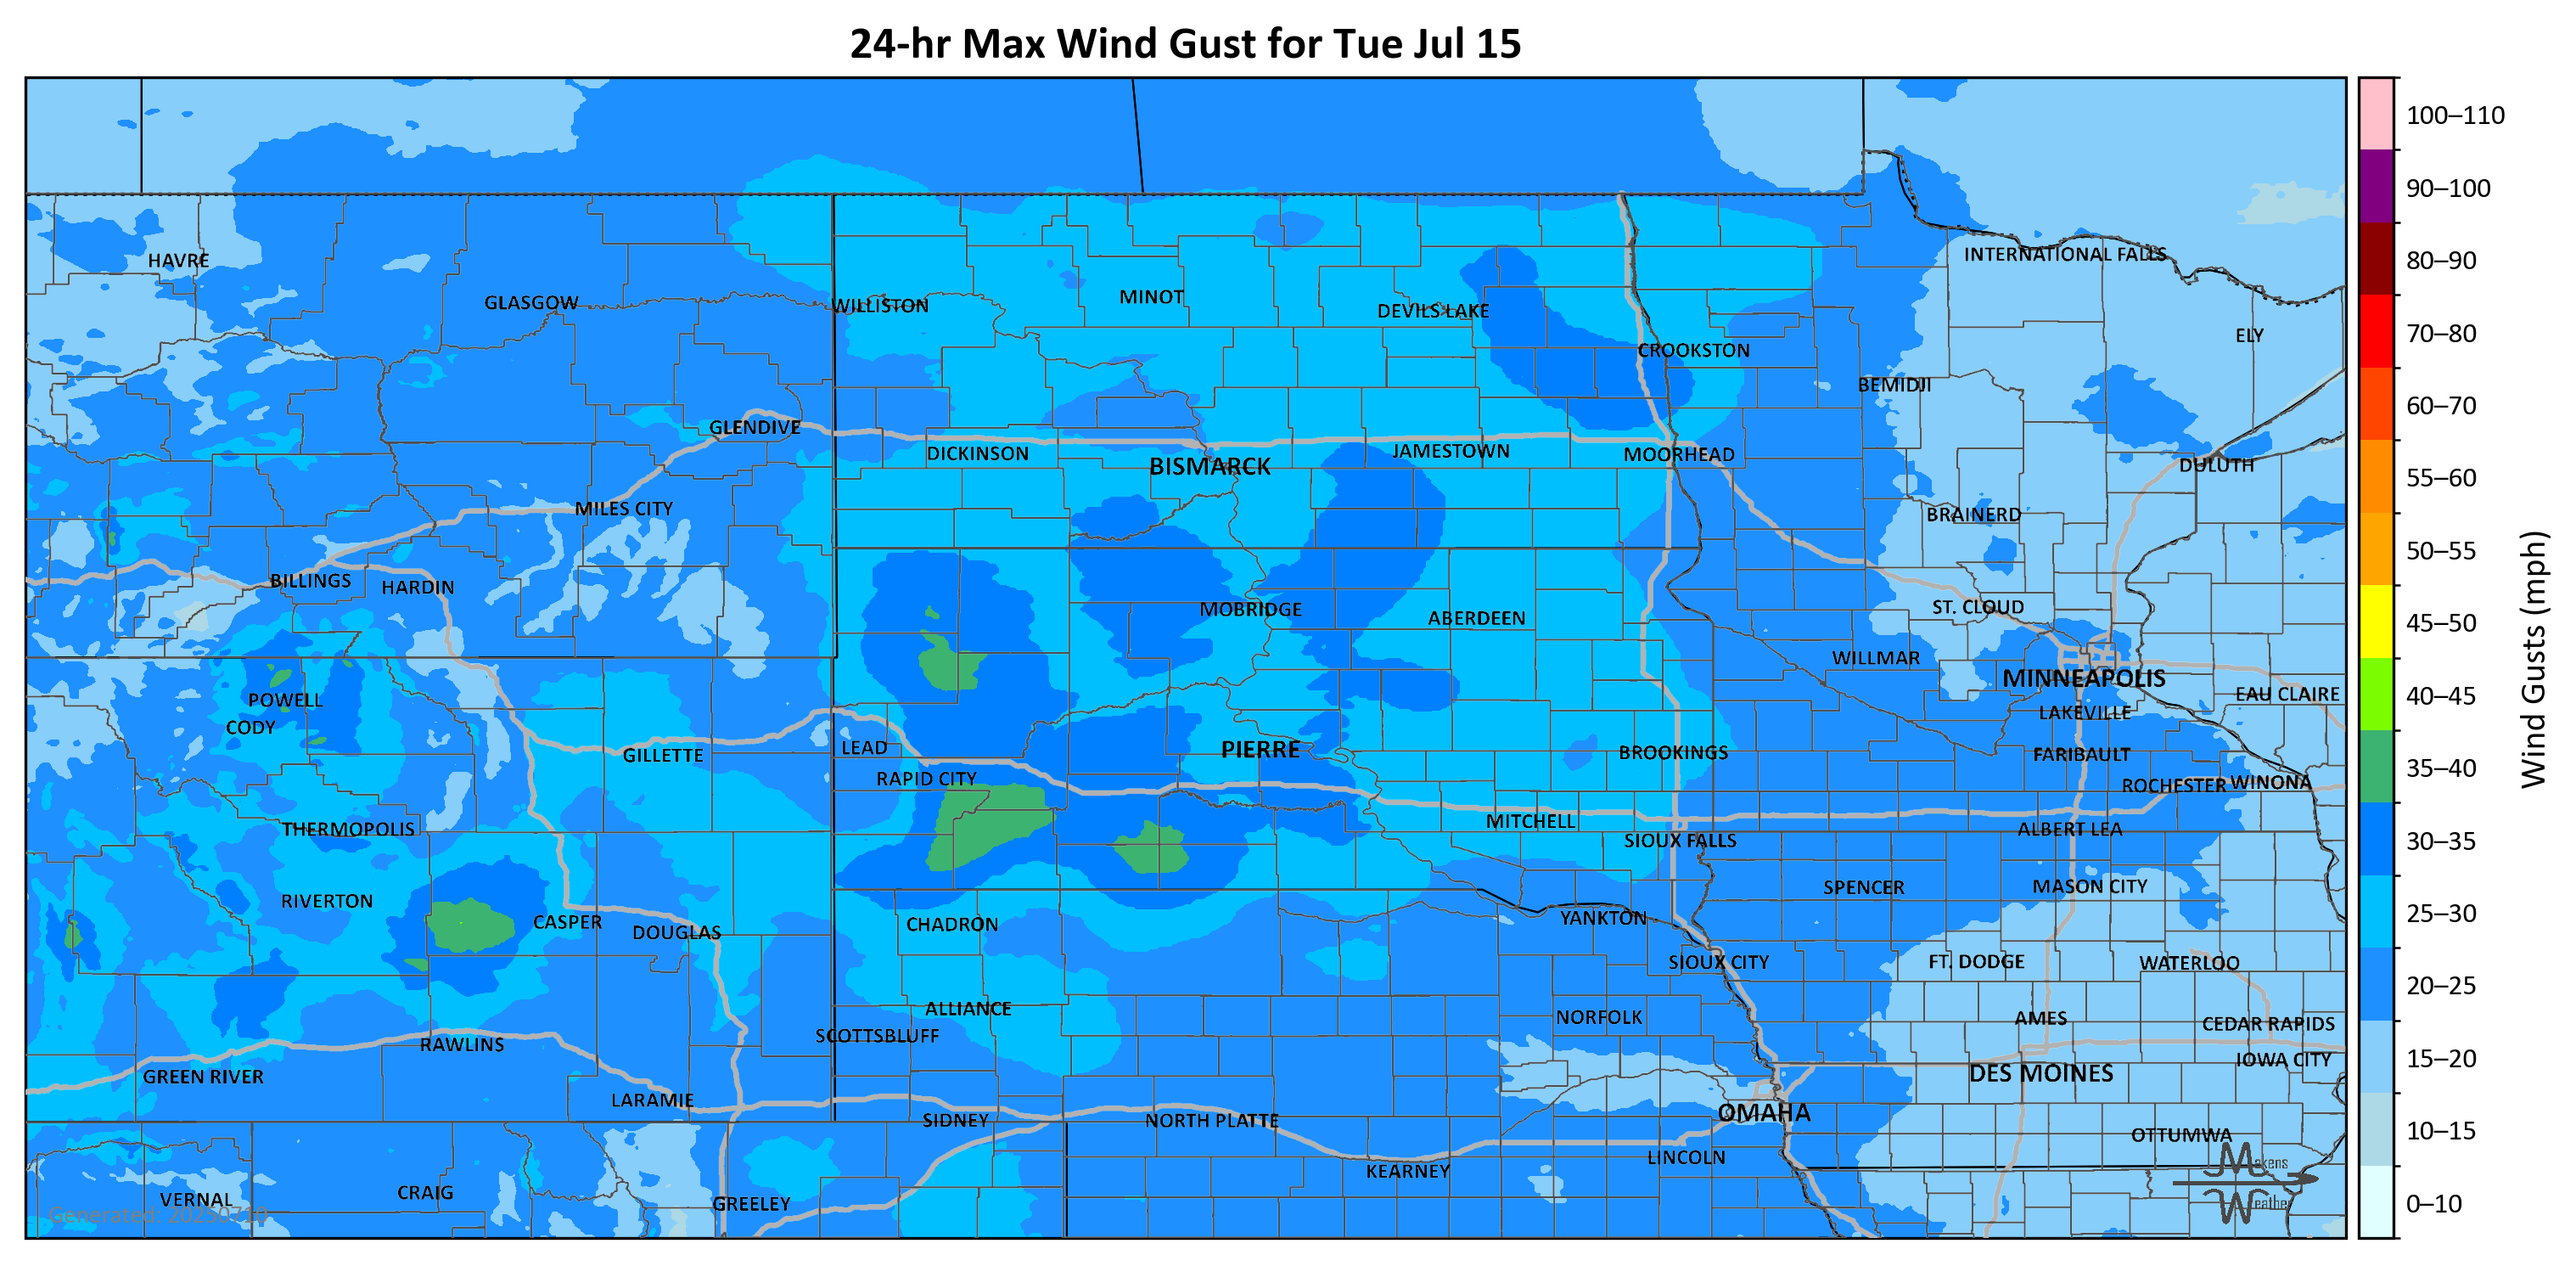 24-hr Max Wind Gust for Tue Jul 15
100–110
90–100
80–90
70–80
60–70
55–60
50–55
45–50
40–45
35–40
30–35
25–30
20–25
15–20
10–15
0–10
Wind Gusts (mph)
HAVRE
GLASGOW
WILLISTON
MINOT
DEVILS LAKE
INTERNATIONAL FALLS
ELY
CROOKSTON
BEMIDJI
GLENDIVE
DICKINSON
BISMARCK
JAMESTOWN
MOORHEAD
DULUTH
MILES CITY
BRAINERD
BILLINGS
HARDIN
MOBRIDGE
ABERDEEN
ST. CLOUD
WILLMAR
MINNEAPOLIS
EAU CLAIRE
POWELL
CODY
LAKEVILLE
GILLETTE
LEAD
PIERRE
BROOKINGS
FARIBAULT
RAPID CITY
ROCHESTER
WINONA
THERMOPOLIS
MITCHELL
SIOUX FALLS
ALBERT LEA
RIVERTON
CASPER
DOUGLAS
CHADRON
YANKTON
SPENCER
MASON CITY
SIOUX CITY
FT. DODGE
WATERLOO
ALLIANCE
SCOTTSBLUFF
NORFOLK
AMES
CEDAR RAPIDS
RAWLINS
IOWA CITY
GREEN RIVER
DES MOINES
LARAMIE
SIDNEY
NORTH PLATTE
OMAHA
OTTUMWA
KEARNEY
LINCOLN
VERNAL
CRAIG
GREELEY
Makens
Weather